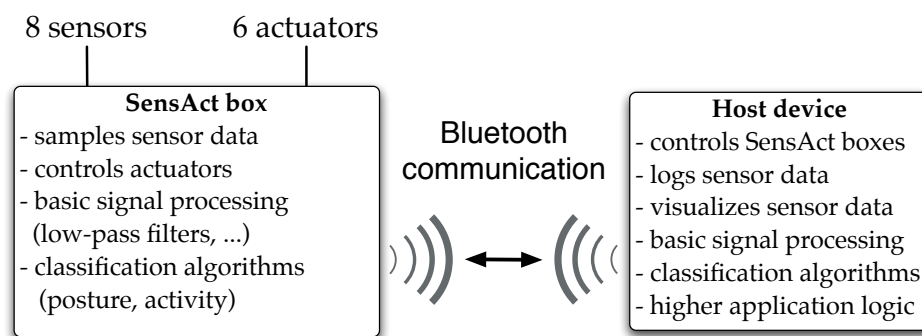 8 sensors
6 actuators
SensAct box
- samples sensor data
- controls actuators
- basic signal processing
(low-pass filters, ...)
- classification algorithms
(posture, activity)
Bluetooth
communication
Host device
- controls SensAct boxes
- logs sensor data
- visualizes sensor data
- basic signal processing
- classification algorithms
- higher application logic